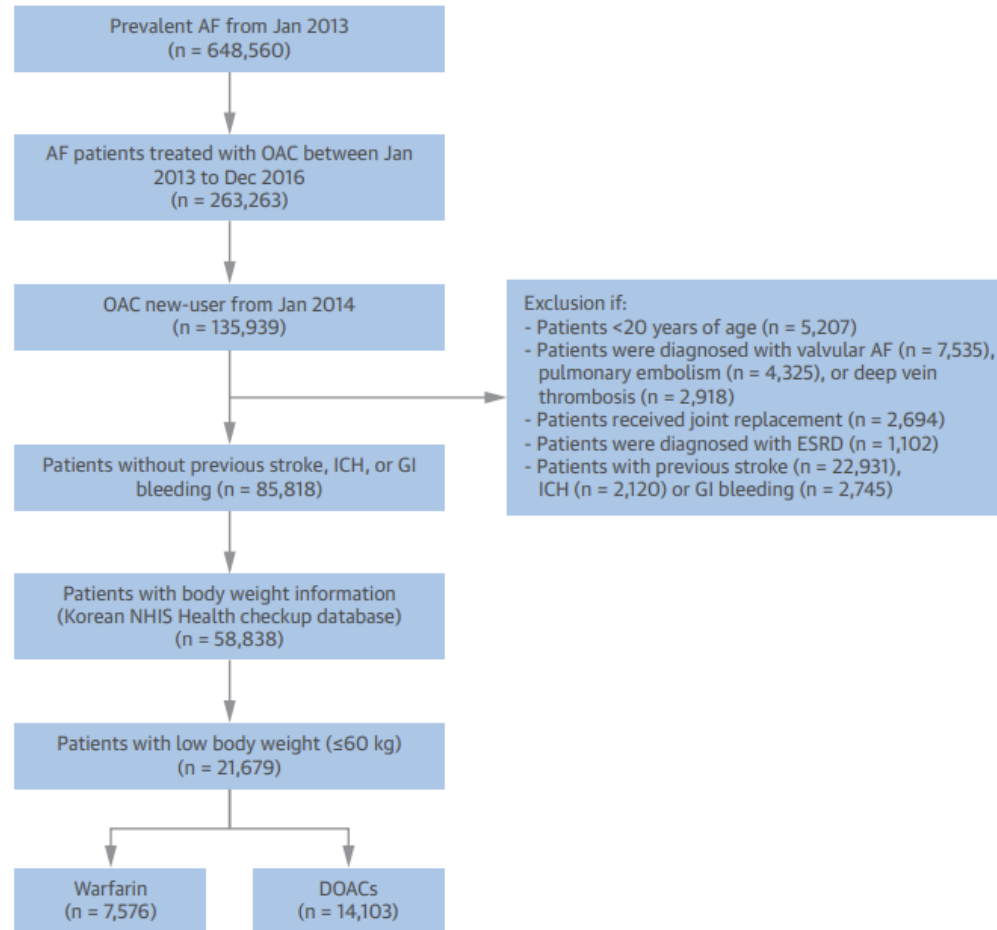 Prevalent AF from Jan 2013
(n = 648,560)
AF patients treated with OAC between Jan
2013 to Dec 2016
(n = 263,263)
OAC new-user from Jan 2014
(n = 135,939)
Exclusion if:
- Patients <20 years of age (n = 5,207)
- Patients were diagnosed with valvular AF (n = 7,535),
pulmonary embolism (n = 4,325), or deep vein
thrombosis (n = 2,918)
- Patients received joint replacement (n = 2,694)
- Patients were diagnosed with ESRD (n = 1,102)
- Patients with previous stroke (n = 22,931),
ICH (n = 2,120) or GI bleeding (n = 2,745)
Patients without previous stroke, ICH, or GI
bleeding (n = 85,818)
Patients with body weight information
(Korean NHIS Health checkup database)
(n = 58,838)
Patients with low body weight (≤60 kg)
(n = 21,679)
Warfarin
(n = 7,576)
DOACs
(n = 14,103)